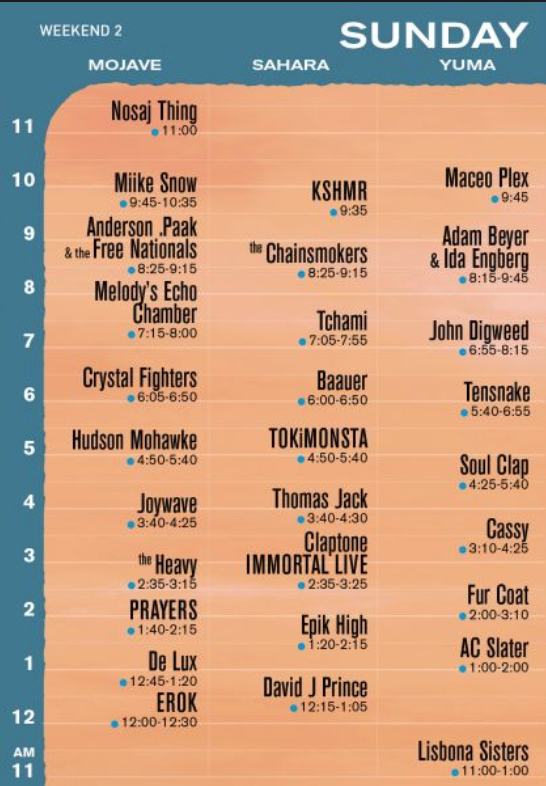 WEEKEND 2
SUNDAY
MOJAVE
SAHARA
YUMA
11
10
9
8
7
6
5
4
3
2
1
12
AM
11
Nosaj Thing
11:00
Miike Snow
9:45-10:35
Anderson .Paak
& the Free Nationals
8:25-9:15
Melody's Echo
Chamber
7:15-8:00
Crystal Fighters
6:05-6:50
Hudson Mohawke
4:50-5:40
Joywave
3:40-4:25
the Heavy
2:35-3:15
PRAYERS
1:40-2:15
De Lux
12:45-1:20
EROK
12:00-12:30
KSHMR
9:35
the Chainsmokers
8:25-9:15
Tchami
7:05-7:55
Baauer
6:00-6:50
TOKiMONSTA
4:50-5:40
Thomas Jack
3:40-4:30
Claptone
IMMORTAL LIVE
2:35-3:25
Epik High
1:20-2:15
David J Prince
12:15-1:05
Maceo Plex
9:45
Adam Beyer
& Ida Engberg
8:15-9:45
John Digweed
6:55-8:15
Tensnake
5:40-6:55
Soul Clap
4:25-5:40
Cassy
3:10-4:25
Fur Coat
2:00-3:10
AC Slater
1:00-2:00
Lisbona Sisters
11:00-1:00